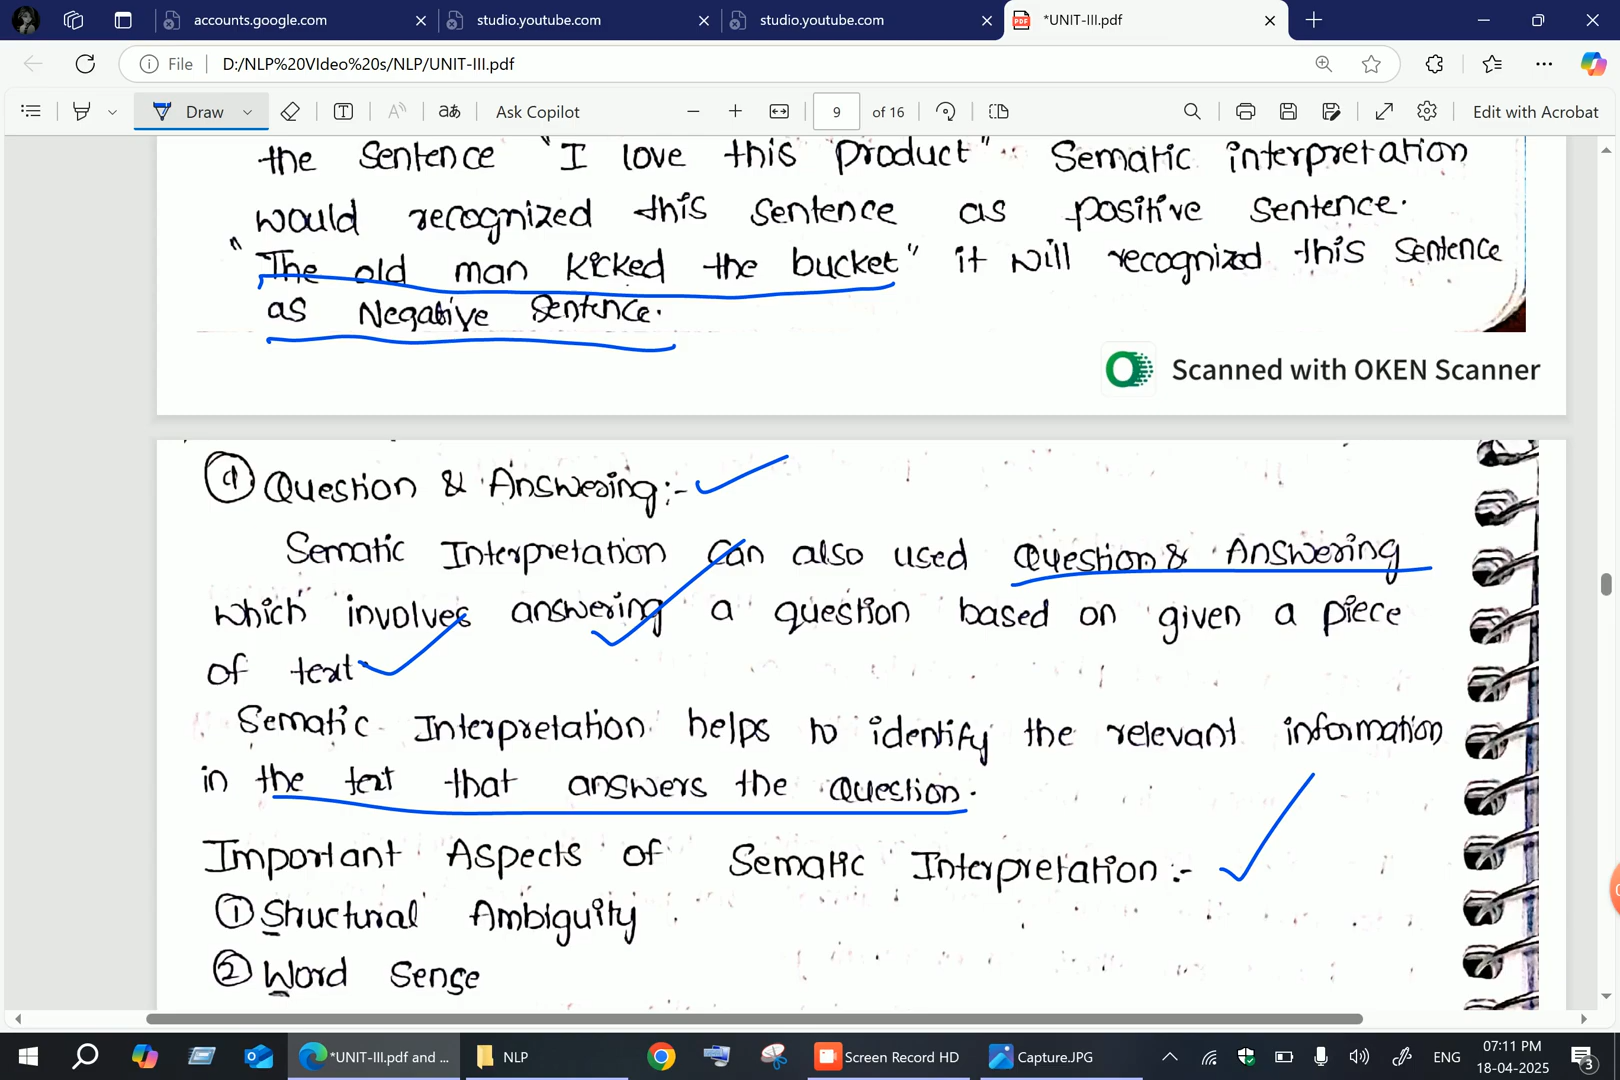 accounts.google.com
studio.youtube.com
studio.youtube.com
*UNIT-III.pdf
File D:/NLP%20VIdeo%20s/NLP/UNIT-III.pdf
Draw
Ask Copilot
9 of 16
Edit with Acrobat
the Sentence "I love this product" Sematic interpretation
would recognized this sentence as positive sentence.
"The old man kicked the bucket" it will recognized this sentence
as Negative Sentence.
Scanned with OKEN Scanner
d Question & Answering:-
Sematic Interpretation can also used Question & Answering
which involves answering a question based on given a piece
of text
Sematic Interpretation helps to identify the relevant information
in the text that answers the Question.
Important Aspects of Sematic Interpretation:-
① Structural Ambiguity
② Word Sense
*UNIT-III.pdf and ...
NLP
Screen Record HD
Capture.JPG
ENG
07:11 PM
18-04-2025
3